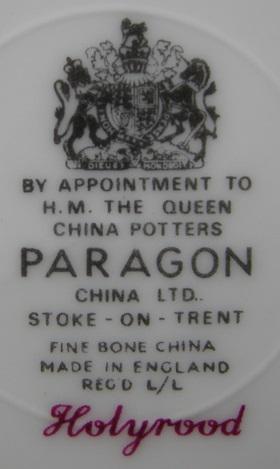 DIEU ET MON DROIT
BY APPOINTMENT TO
H.M. THE QUEEN
CHINA POTTERS
PARAGON
CHINA LTD..
STOKE-ON-TRENT
FINE BONE CHINA
MADE IN ENGLAND
REGD L/L
Holyrood